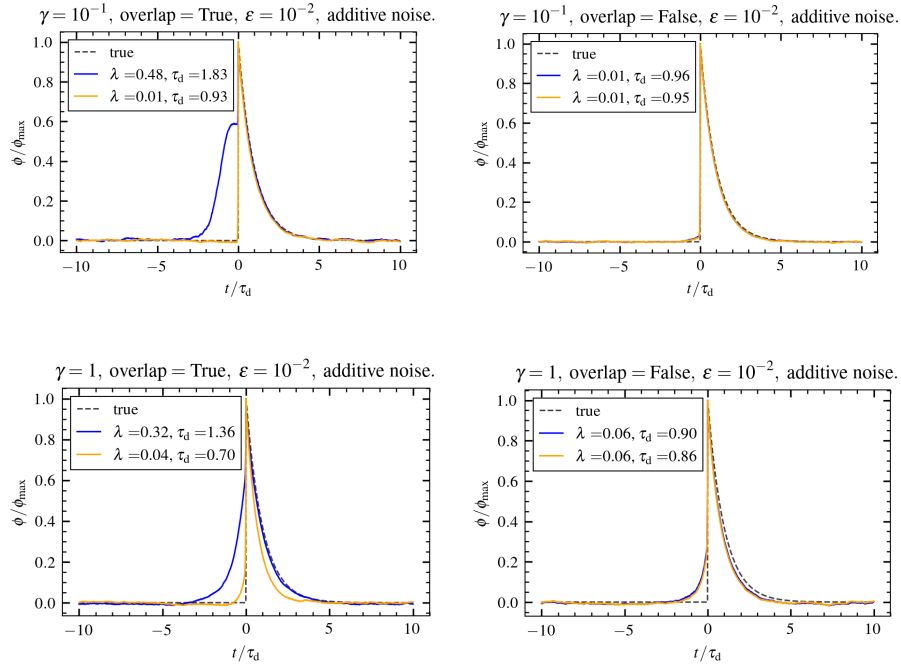 γ = 10⁻¹, overlap = True, ε = 10⁻², additive noise.
1.0
0.8
0.6
0.4
0.2
0.0
ϕ/ϕmax
true
λ =0.48, τd =1.83
λ =0.01, τd =0.93
−10
−5
0
5
10
t/τd
γ = 10⁻¹, overlap = False, ε = 10⁻², additive noise.
1.0
0.8
0.6
0.4
0.2
0.0
ϕ/ϕmax
true
λ =0.01, τd =0.96
λ =0.01, τd =0.95
−10
−5
0
5
10
t/τd
γ = 1, overlap = True, ε = 10⁻², additive noise.
1.0
0.8
0.6
0.4
0.2
0.0
ϕ/ϕmax
true
λ =0.32, τd =1.36
λ =0.04, τd =0.70
−10
−5
0
5
10
t/τd
γ = 1, overlap = False, ε = 10⁻², additive noise.
1.0
0.8
0.6
0.4
0.2
0.0
ϕ/ϕmax
true
λ =0.06, τd =0.90
λ =0.06, τd =0.86
−10
−5
0
5
10
t/τd